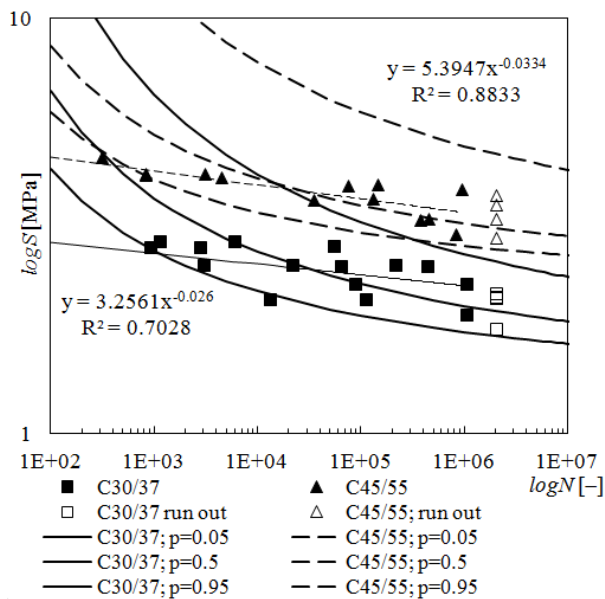 10
y = 5.3947x^-0.0334
R² = 0.8833
logS[MPa]
y = 3.2561x^-0.026
R² = 0.7028
1
1E+02 1E+03 1E+04 1E+05 1E+06 1E+07
logN[−]
C30/37 C45/55
C30/37 run out C45/55; run out
C30/37; p=0.05 C45/55; p=0.05
C30/37; p=0.5 C45/55; p=0.5
C30/37; p=0.95 C45/55; p=0.95